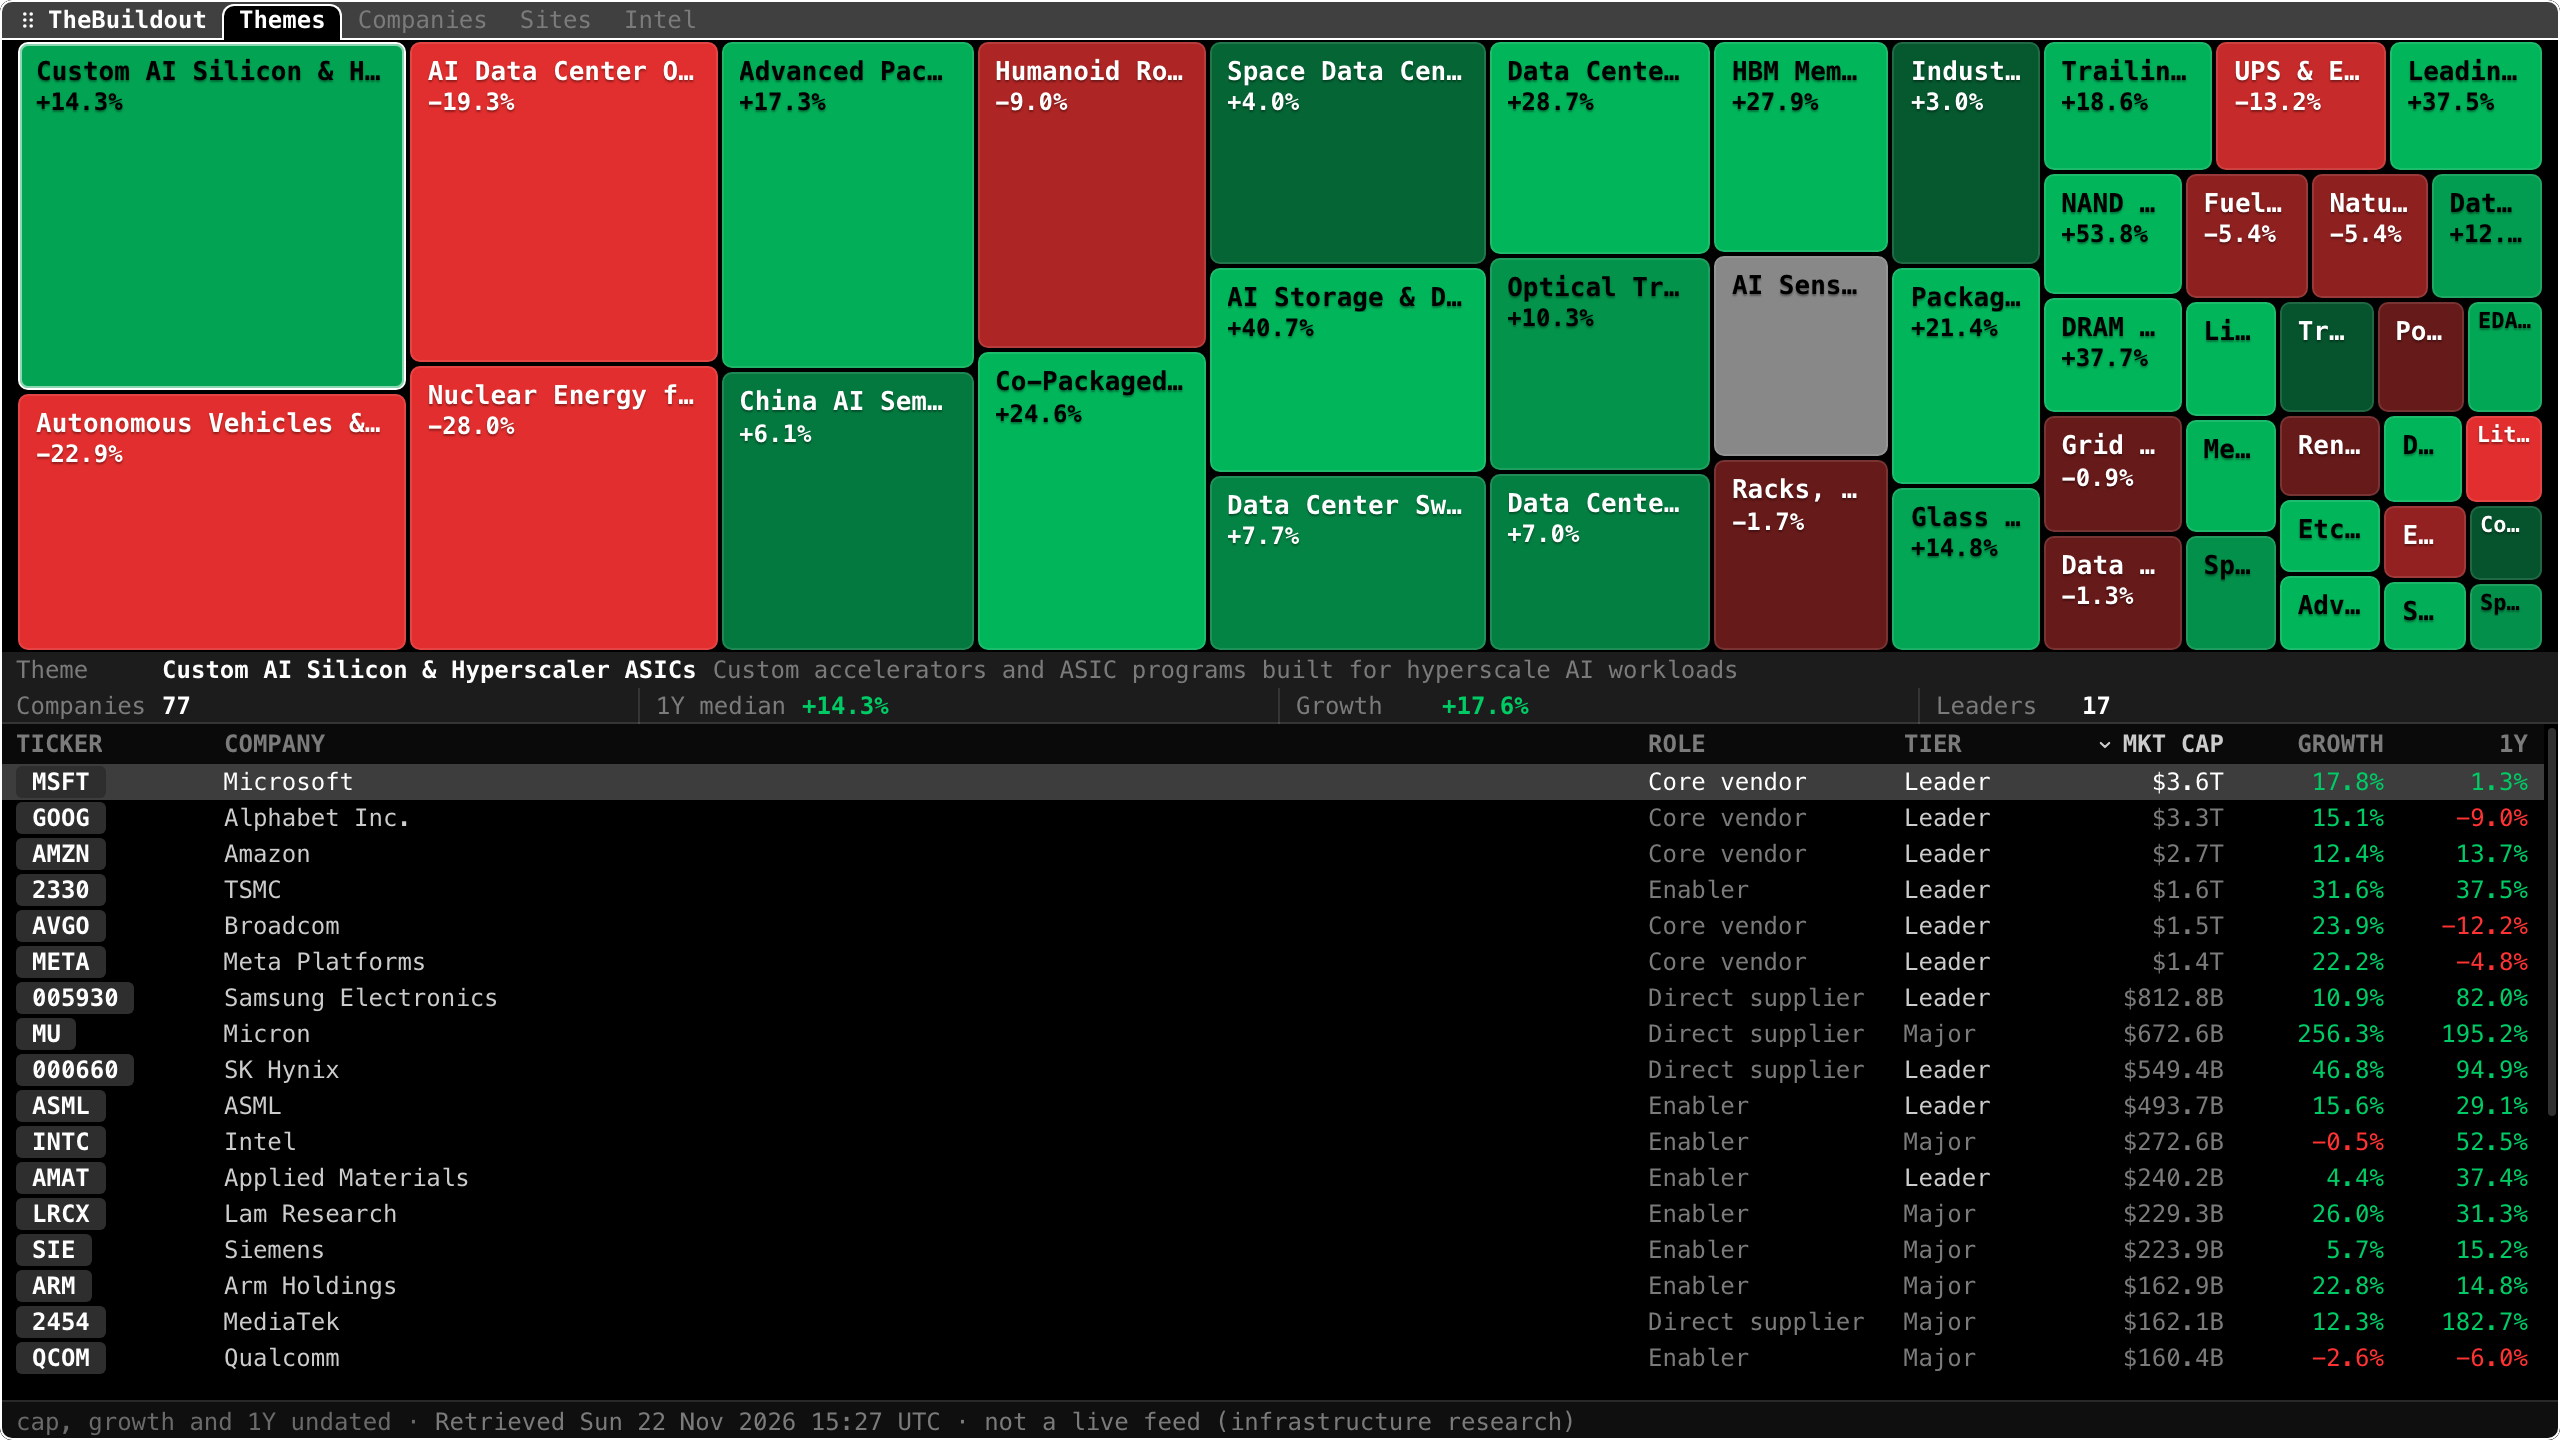 TheBuildout Themes Companies Sites Intel
Custom AI Silicon & H…
+14.3%
AI Data Center O…
−19.3%
Advanced Pac…
+17.3%
Humanoid Ro…
−9.0%
Space Data Cen…
+4.0%
Data Cente…
+28.7%
HBM Mem…
+27.9%
Indust…
+3.0%
Trailin…
+18.6%
UPS & E…
−13.2%
Leadin…
+37.5%
NAND …
+53.8%
Fuel…
−5.4%
Natu…
−5.4%
Dat…
+12.…
AI Storage & D…
+40.7%
Optical Tr…
+10.3%
AI Sens…
Packag…
+21.4%
DRAM …
+37.7%
Li…
Tr…
Po…
EDA…
Autonomous Vehicles &…
−22.9%
Nuclear Energy f…
−28.0%
China AI Sem…
+6.1%
Co-Packaged…
+24.6%
Data Center Sw…
+7.7%
Data Cente…
+7.0%
Racks, …
−1.7%
Glass …
+14.8%
Grid …
−0.9%
Me…
Ren…
D…
Lit…
Etc…
E…
Co…
Data …
−1.3%
Sp…
Adv…
S…
Sp…
Theme Custom AI Silicon & Hyperscaler ASICs Custom accelerators and ASIC programs built for hyperscale AI workloads
Companies 77 1Y median +14.3% Growth +17.6% Leaders 17
TICKER COMPANY ROLE TIER MKT CAP GROWTH 1Y
MSFT Microsoft Core vendor Leader $3.6T 17.8% 1.3%
GOOG Alphabet Inc. Core vendor Leader $3.3T 15.1% −9.0%
AMZN Amazon Core vendor Leader $2.7T 12.4% 13.7%
2330 TSMC Enabler Leader $1.6T 31.6% 37.5%
AVGO Broadcom Core vendor Leader $1.5T 23.9% −12.2%
META Meta Platforms Core vendor Leader $1.4T 22.2% −4.8%
005930 Samsung Electronics Direct supplier Leader $812.8B 10.9% 82.0%
MU Micron Direct supplier Major $672.6B 256.3% 195.2%
000660 SK Hynix Direct supplier Leader $549.4B 46.8% 94.9%
ASML ASML Enabler Leader $493.7B 15.6% 29.1%
INTC Intel Enabler Major $272.6B −0.5% 52.5%
AMAT Applied Materials Enabler Leader $240.2B 4.4% 37.4%
LRCX Lam Research Enabler Major $229.3B 26.0% 31.3%
SIE Siemens Enabler Major $223.9B 5.7% 15.2%
ARM Arm Holdings Enabler Major $162.9B 22.8% 14.8%
2454 MediaTek Direct supplier Major $162.1B 12.3% 182.7%
QCOM Qualcomm Enabler Major $160.4B −2.6% −6.0%
cap, growth and 1Y undated · Retrieved Sun 22 Nov 2026 15:27 UTC · not a live feed (infrastructure research)